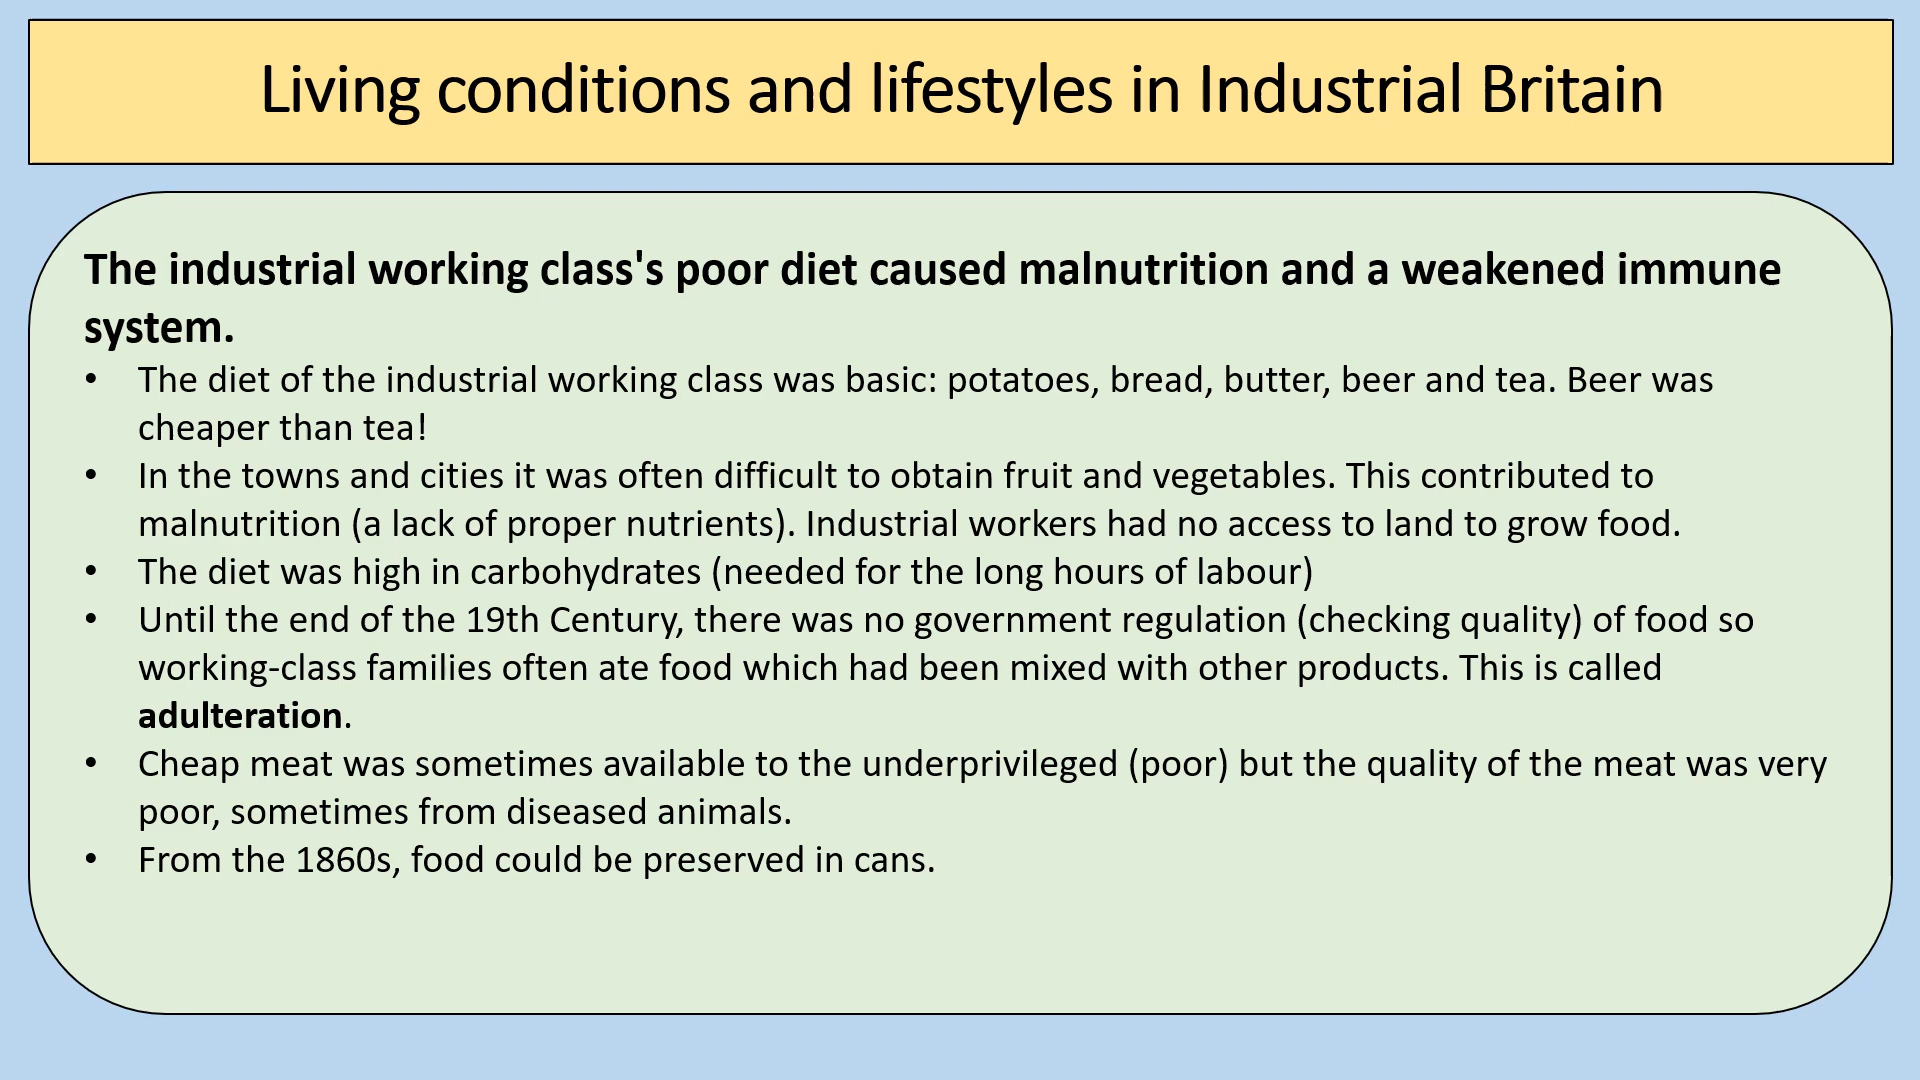 Living conditions and lifestyles in Industrial Britain
The industrial working class's poor diet caused malnutrition and a weakened immune
system.
• The diet of the industrial working class was basic: potatoes, bread, butter, beer and tea. Beer was
cheaper than tea!
• In the towns and cities it was often difficult to obtain fruit and vegetables. This contributed to
malnutrition (a lack of proper nutrients). Industrial workers had no access to land to grow food.
• The diet was high in carbohydrates (needed for the long hours of labour)
• Until the end of the 19th Century, there was no government regulation (checking quality) of food so
working-class families often ate food which had been mixed with other products. This is called
adulteration.
• Cheap meat was sometimes available to the underprivileged (poor) but the quality of the meat was very
poor, sometimes from diseased animals.
• From the 1860s, food could be preserved in cans.